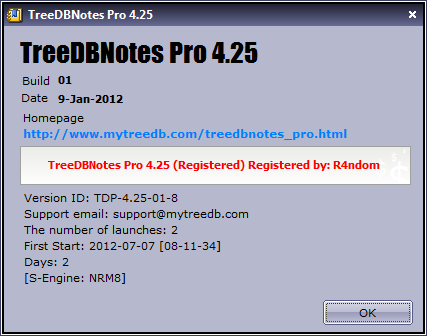 TreeDBNotes Pro 4.25
TreeDBNotes Pro 4.25
Build 01
Date 9-Jan-2012
Homepage
http://www.mytreedb.com/treedbnotes_pro.html
TreeDBNotes Pro 4.25 (Registered) Registered by: R4ndom
Version ID: TDP-4.25-01-8
Support email: support@mytreedb.com
The number of launches: 2
First Start: 2012-07-07 [08-11-34]
Days: 2
[S-Engine: NRM8]
OK